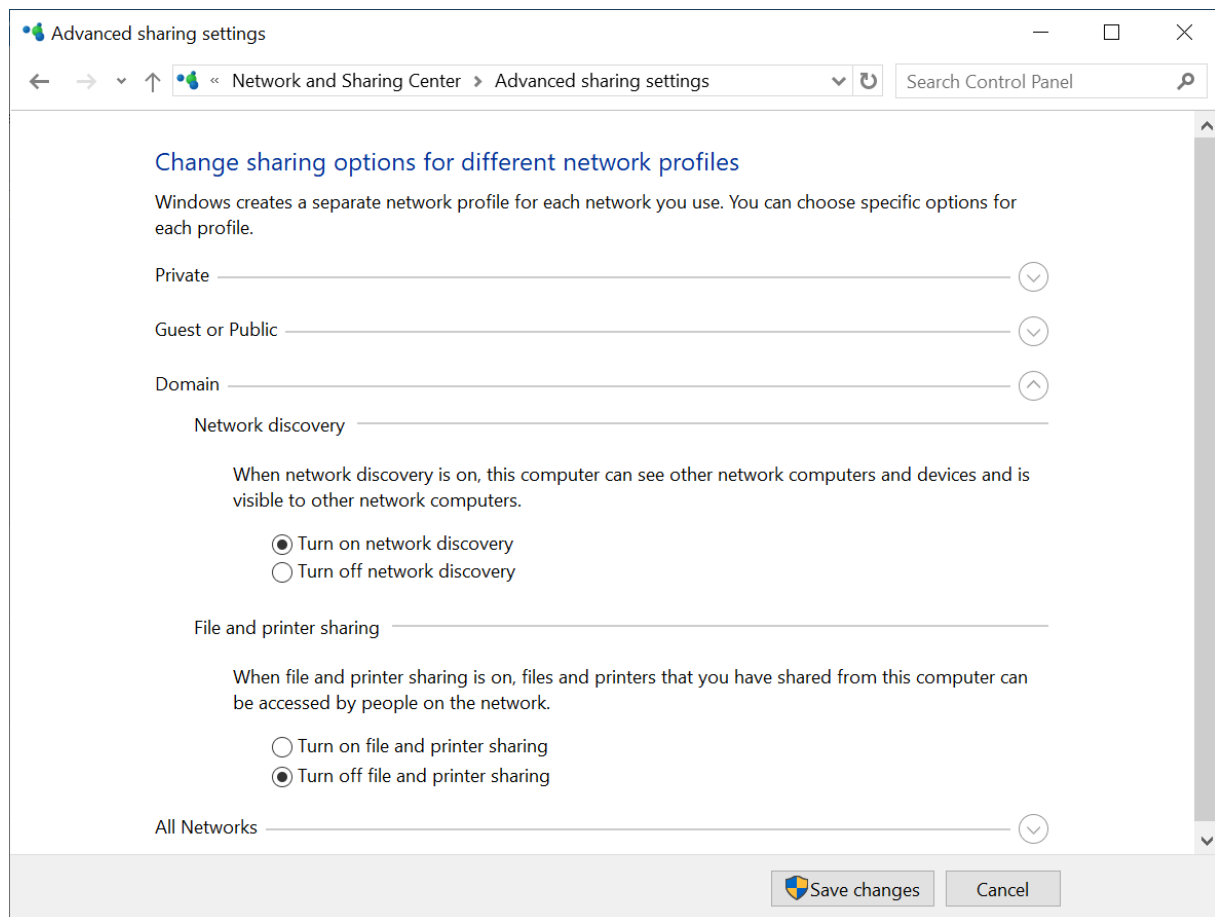 Advanced sharing settings
« Network and Sharing Center > Advanced sharing settings
Search Control Panel
Change sharing options for different network profiles
Windows creates a separate network profile for each network you use. You can choose specific options for
each profile.
Private
Guest or Public
Domain
Network discovery
When network discovery is on, this computer can see other network computers and devices and is
visible to other network computers.
Turn on network discovery
Turn off network discovery
File and printer sharing
When file and printer sharing is on, files and printers that you have shared from this computer can
be accessed by people on the network.
Turn on file and printer sharing
Turn off file and printer sharing
All Networks
Save changes
Cancel